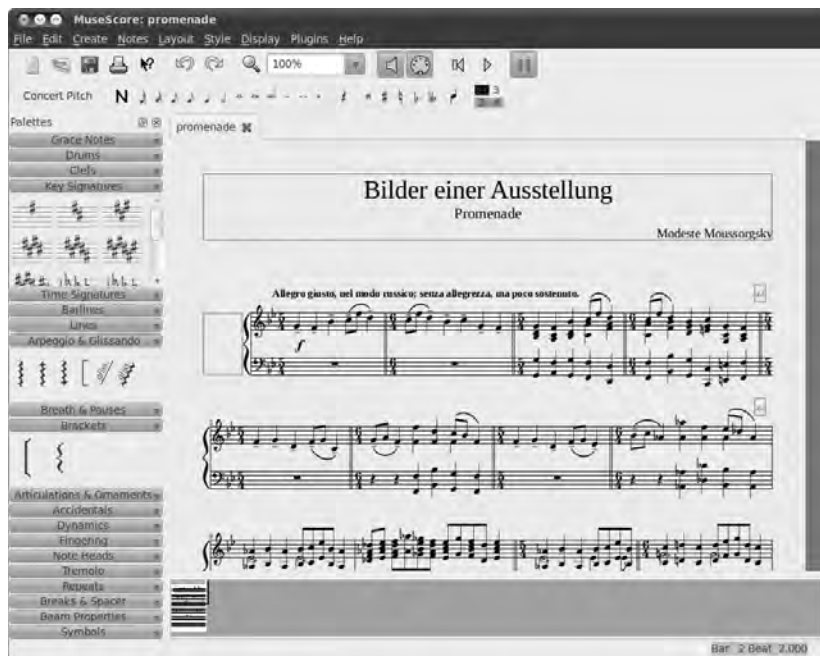 MuseScore: promenade
File Edit Create Notes Layout Style Display Plugins Help
100%
Concert Pitch N 3
Palettes
promenade
Grace Notes
Drums
Clefs
Key Signatures
Time Signatures
Barlines
Lines
Arpeggio & Glissando
Breath & Pauses
Brackets
Articulations & Ornaments
Accidentals
Dynamics
Fingering
Note Heads
Tremolo
Repeats
Breaks & Spacer
Beam Properties
Symbols
Bilder einer Ausstellung
Promenade
Modeste Moussorgsky
Allegro giusto, nel modo russico; senza allegrezza, ma poco sostenuto.
f
Bar 2 Beat 2.000